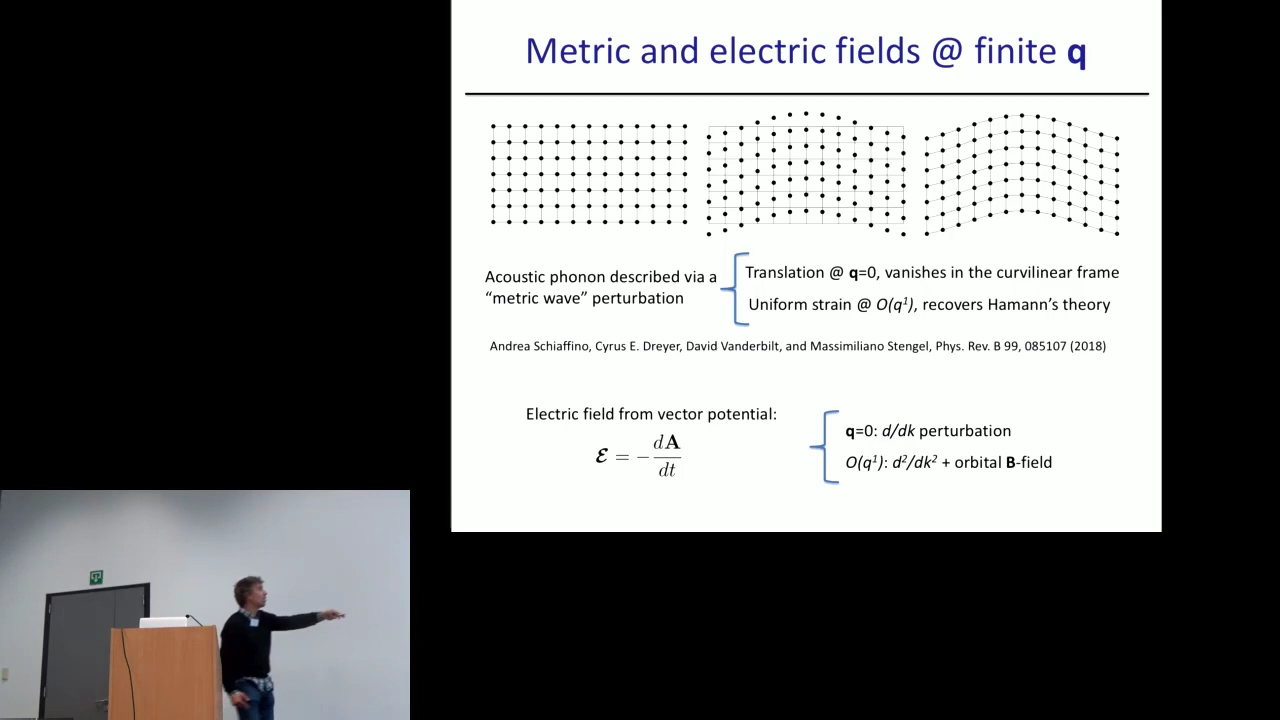 Metric and electric fields @ finite q
Acoustic phonon described via a
“metric wave” perturbation
Translation @ q=0, vanishes in the curvilinear frame
Uniform strain @ O(q¹), recovers Hamann’s theory
Andrea Schiaffino, Cyrus E. Dreyer, David Vanderbilt, and Massimiliano Stengel, Phys. Rev. B 99, 085107 (2018)
Electric field from vector potential:
𝓔 = − dA/dt
q=0: d/dk perturbation
O(q¹): d²/dk² + orbital B-field